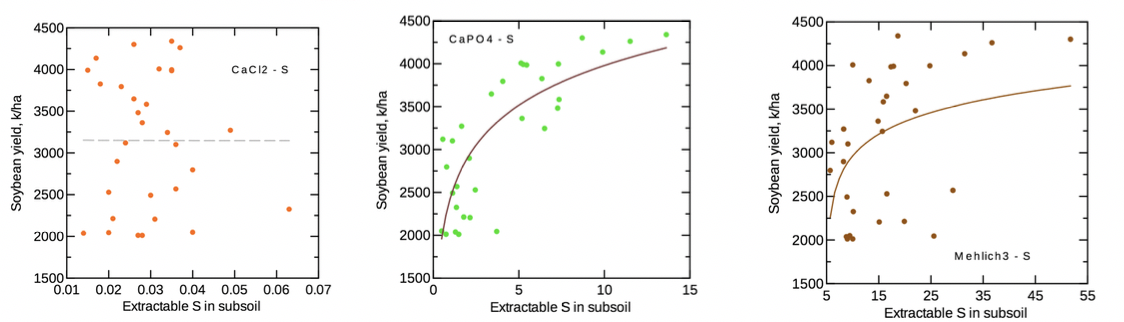 4500
4000
3500
3000
2500
2000
1500
Soybean yield, k/ha
CaCl2 - S
0.01 0.02 0.03 0.04 0.05 0.06 0.07
Extractable S in subsoil
4500
4000
3500
3000
2500
2000
1500
Soybean yield, k/ha
CaPO4 - S
0 5 10 15
Extractable S in subsoil
4500
4000
3500
3000
2500
2000
1500
Soybean yield, k/ha
Mehlich3 - S
5 15 25 35 45 55
Extractable S in subsoil